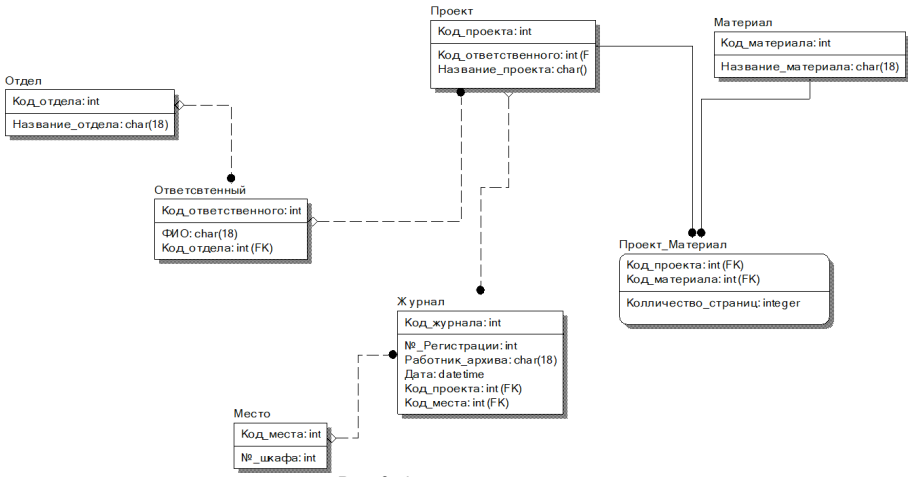 Проект
Код_проекта: int
Код_ответственного: int (F
Название_проекта: char()
Материал
Код_материала: int
Название_материала: char(18)
Отдел
Код_отдела: int
Название_отдела: char(18)
Ответсвтенный
Код_ответственного: int
ФИО: char(18)
Код_отдела: int (FK)
Проект_Материал
Код_проекта: int (FK)
Код_материала: int (FK)
Колличество_страниц: integer
Журнал
Код_журнала: int
№_Регистрации: int
Работник_архива: char(18)
Дата: datetime
Код_проекта: int (FK)
Код_места: int (FK)
Место
Код_места: int
№_шкафа: int